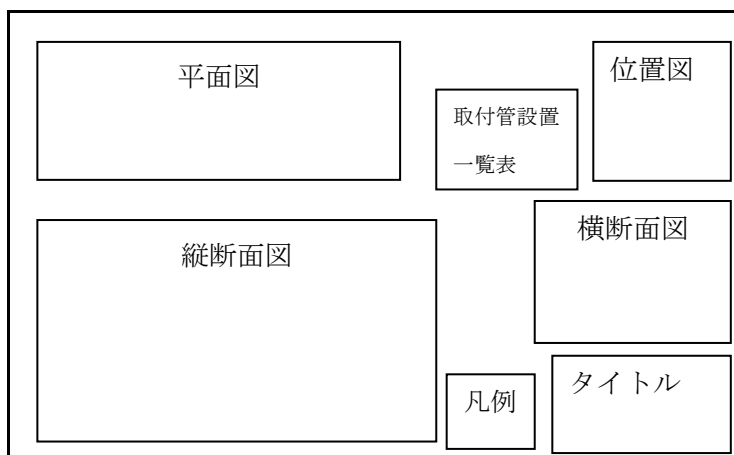 平面図
位置図
取付管設置
一覧表
縦断面図
横断面図
凡例
タイトル